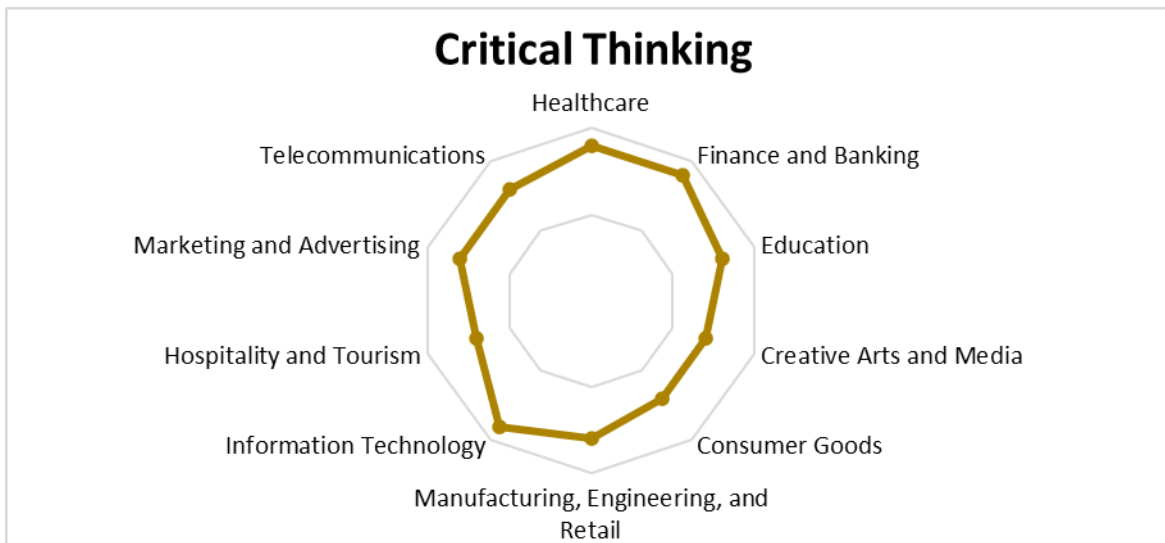 Critical Thinking
Healthcare
Finance and Banking
Education
Creative Arts and Media
Consumer Goods
Manufacturing, Engineering, and
Retail
Information Technology
Hospitality and Tourism
Marketing and Advertising
Telecommunications